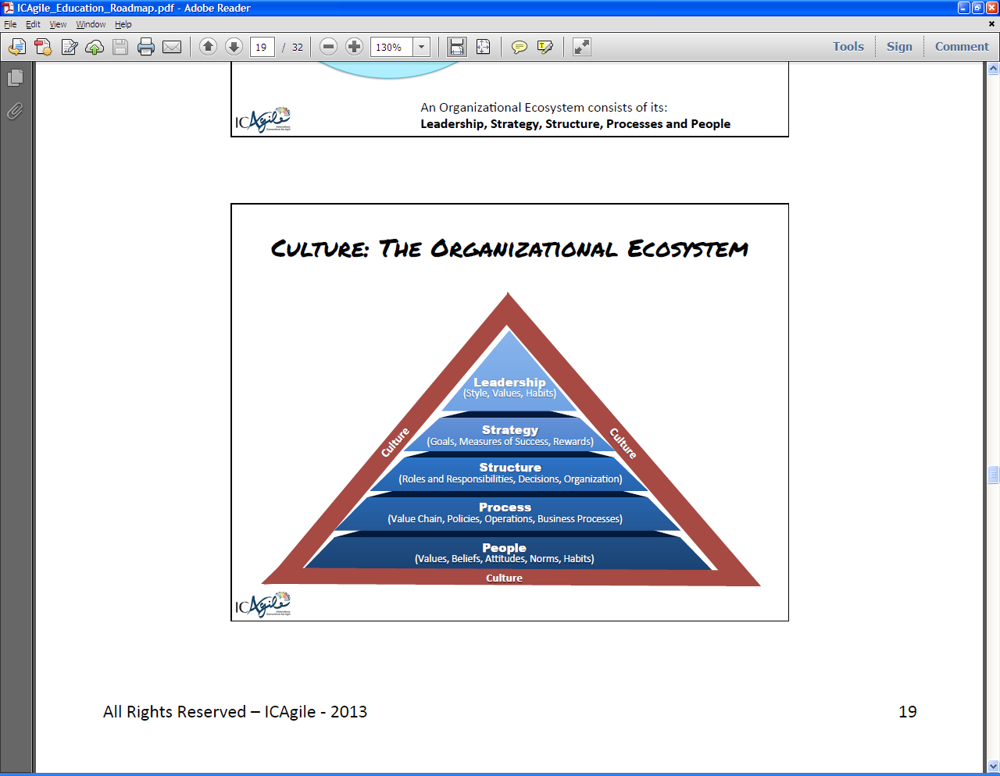 ICAgile_Education_Roadmap.pdf - Adobe Reader
File Edit View Window Help
19 / 32 130% Tools Sign Comment
An Organizational Ecosystem consists of its:
Leadership, Strategy, Structure, Processes and People
ICAgile
Culture: The Organizational Ecosystem
Leadership
(Style, Values, Habits)
Strategy
(Goals, Measures of Success, Rewards)
Culture
Culture
Structure
(Roles and Responsibilities, Decisions, Organization)
Process
(Value Chain, Policies, Operations, Business Processes)
People
(Values, Beliefs, Attitudes, Norms, Habits)
Culture
ICAgile
All Rights Reserved – ICAgile - 2013
19